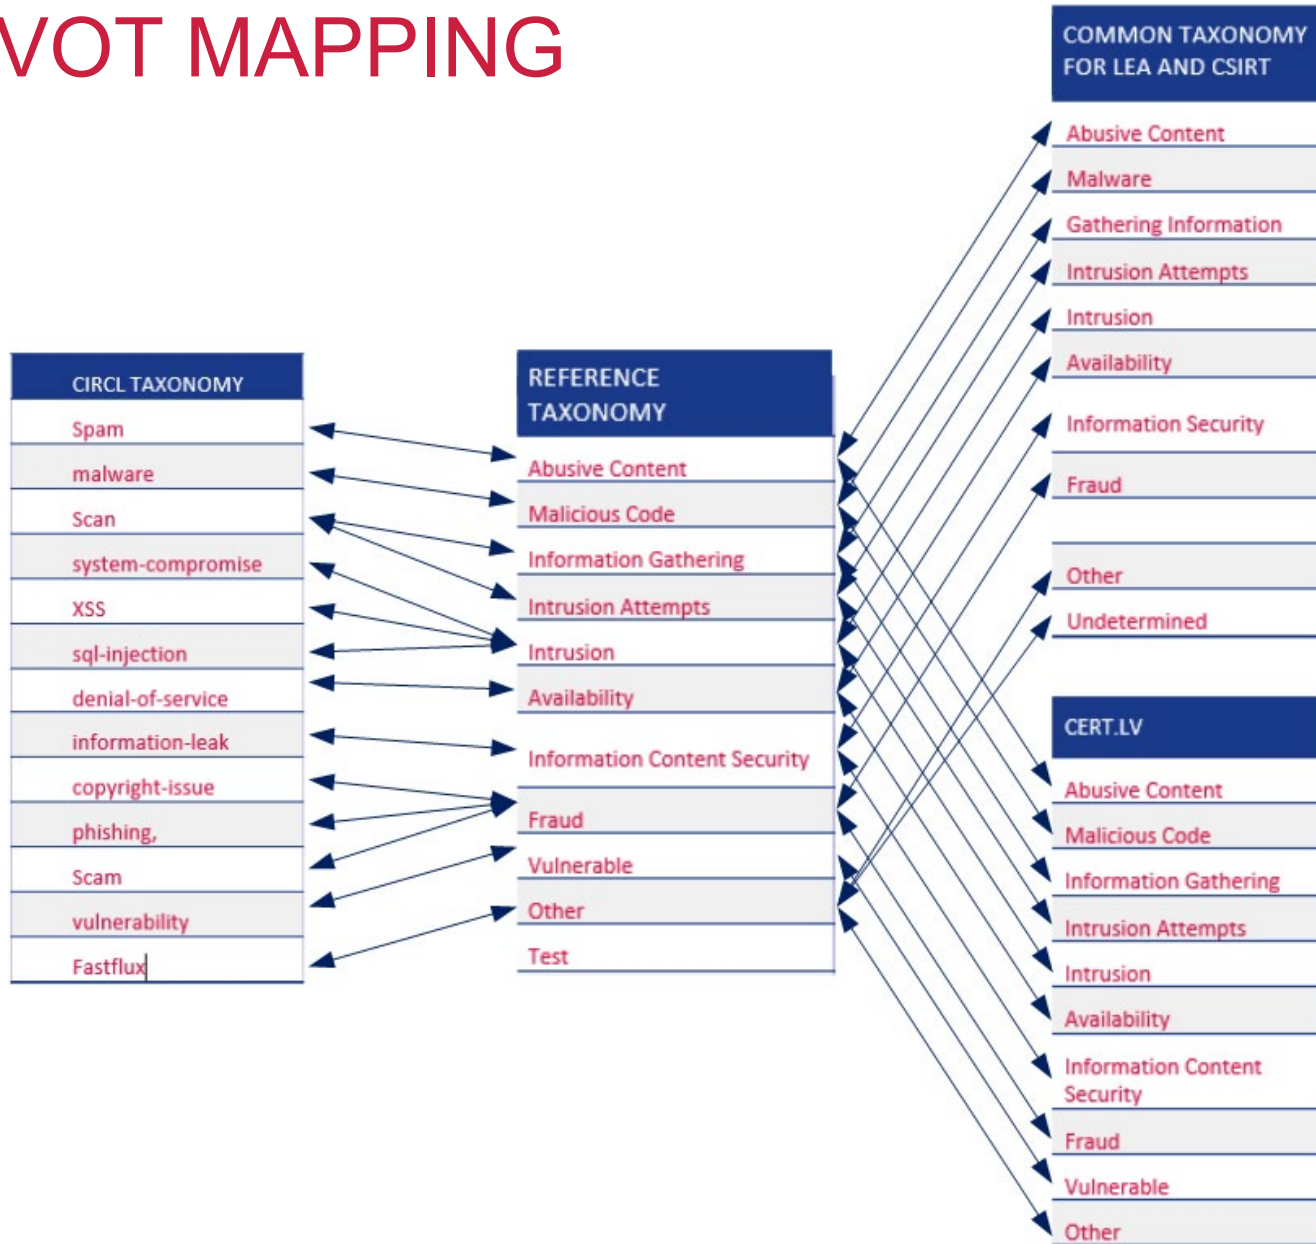 VOT MAPPING
CIRCL TAXONOMY
Spam
malware
Scan
system-compromise
XSS
sql-injection
denial-of-service
information-leak
copyright-issue
phishing,
Scam
vulnerability
Fastflux
REFERENCE
TAXONOMY
Abusive Content
Malicious Code
Information Gathering
Intrusion Attempts
Intrusion
Availability
Information Content Security
Fraud
Vulnerable
Other
Test
COMMON TAXONOMY
FOR LEA AND CSIRT
Abusive Content
Malware
Gathering Information
Intrusion Attempts
Intrusion
Availability
Information Security
Fraud
Other
Undetermined
CERT.LV
Abusive Content
Malicious Code
Information Gathering
Intrusion Attempts
Intrusion
Availability
Information Content
Security
Fraud
Vulnerable
Other